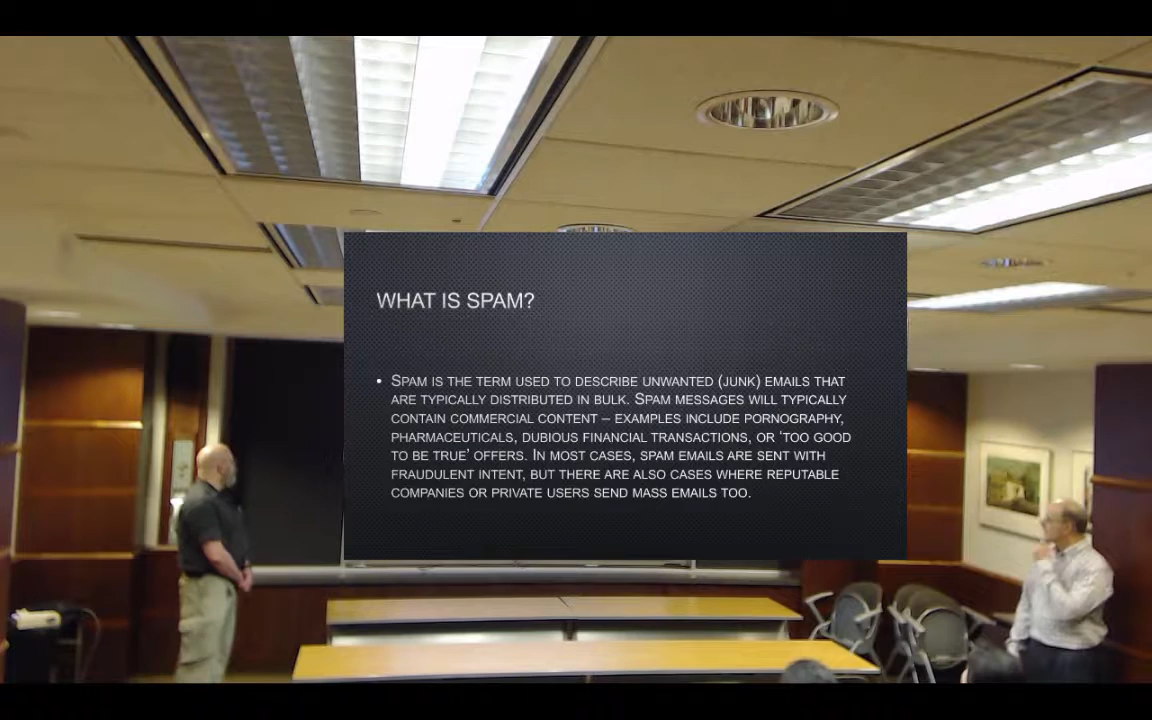 WHAT IS SPAM?
• SPAM IS THE TERM USED TO DESCRIBE UNWANTED (JUNK) EMAILS THAT
ARE TYPICALLY DISTRIBUTED IN BULK. SPAM MESSAGES WILL TYPICALLY
CONTAIN COMMERCIAL CONTENT – EXAMPLES INCLUDE PORNOGRAPHY,
PHARMACEUTICALS, DUBIOUS FINANCIAL TRANSACTIONS, OR 'TOO GOOD
TO BE TRUE' OFFERS. IN MOST CASES, SPAM EMAILS ARE SENT WITH
FRAUDULENT INTENT, BUT THERE ARE ALSO CASES WHERE REPUTABLE
COMPANIES OR PRIVATE USERS SEND MASS EMAILS TOO.